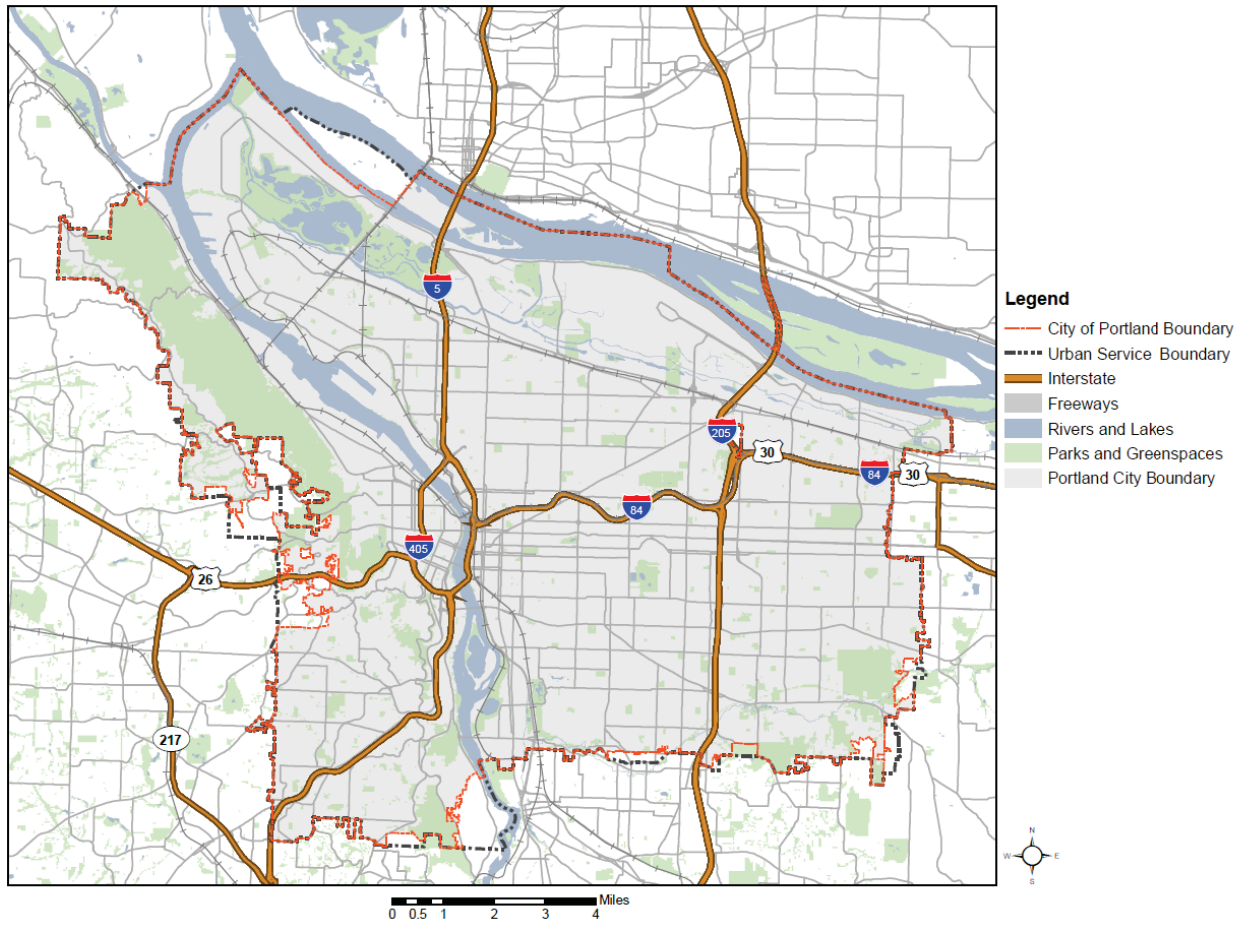 5
205
30
84
30
84
405
26
217
Legend
City of Portland Boundary
Urban Service Boundary
Interstate
Freeways
Rivers and Lakes
Parks and Greenspaces
Portland City Boundary
N
W E
S
Miles
0 0.5 1 2 3 4